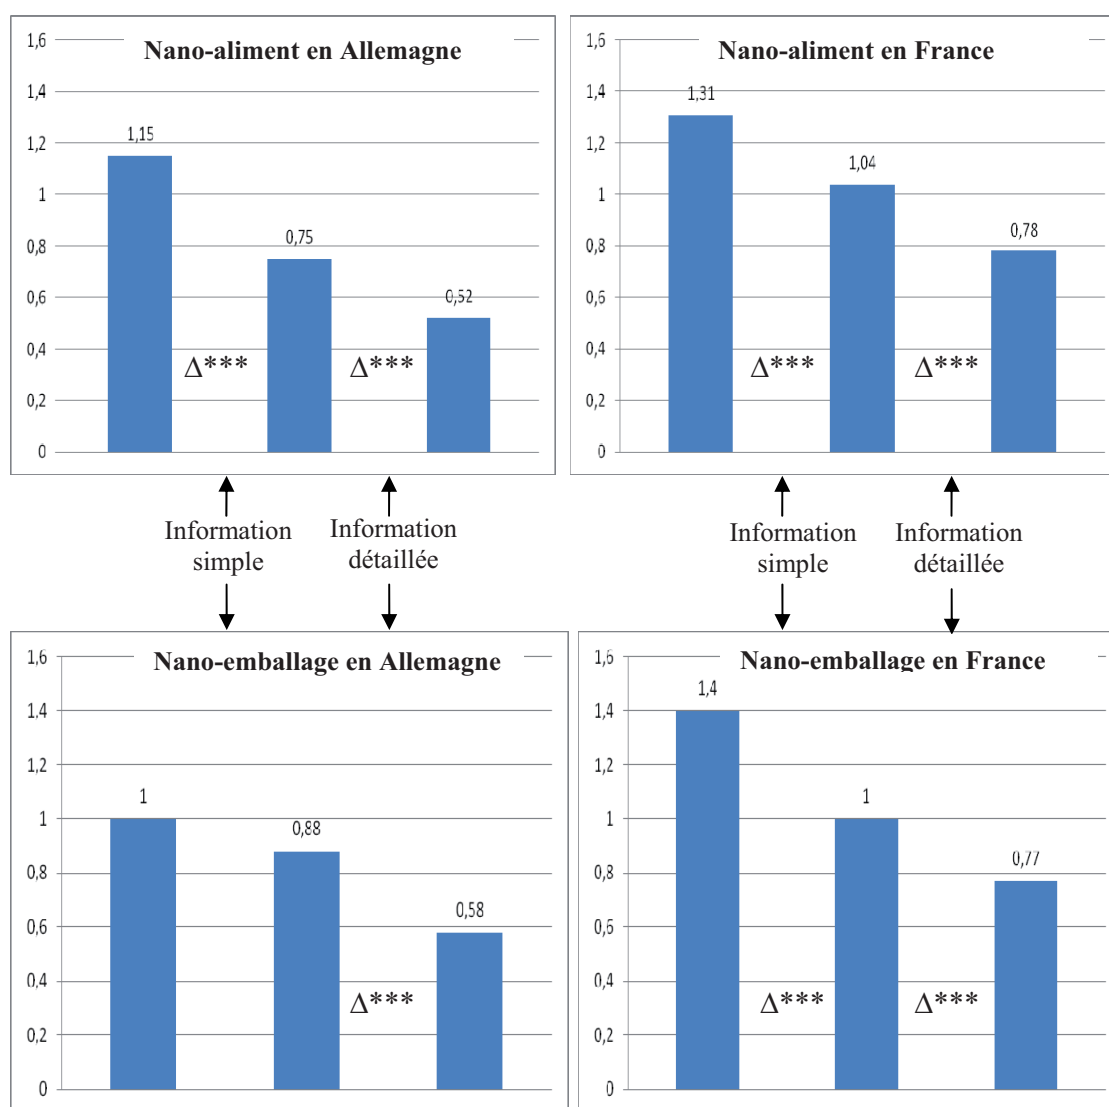 Nano-aliment en Allemagne
1,6
1,4
1,2
1
0,8
0,6
0,4
0,2
0
1,15
0,75
0,52
Δ***
Δ***
Nano-aliment en France
1,6
1,4
1,2
1
0,8
0,6
0,4
0,2
0
1,31
1,04
0,78
Δ***
Δ***
Information
simple
Information
détaillée
Information
simple
Information
détaillée
Nano-emballage en Allemagne
1,6
1,4
1,2
1
0,8
0,6
0,4
0,2
0
1
0,88
0,58
Δ***
Nano-emballage en France
1,6
1,4
1,2
1
0,8
0,6
0,4
0,2
0
1,4
1
0,77
Δ***
Δ***